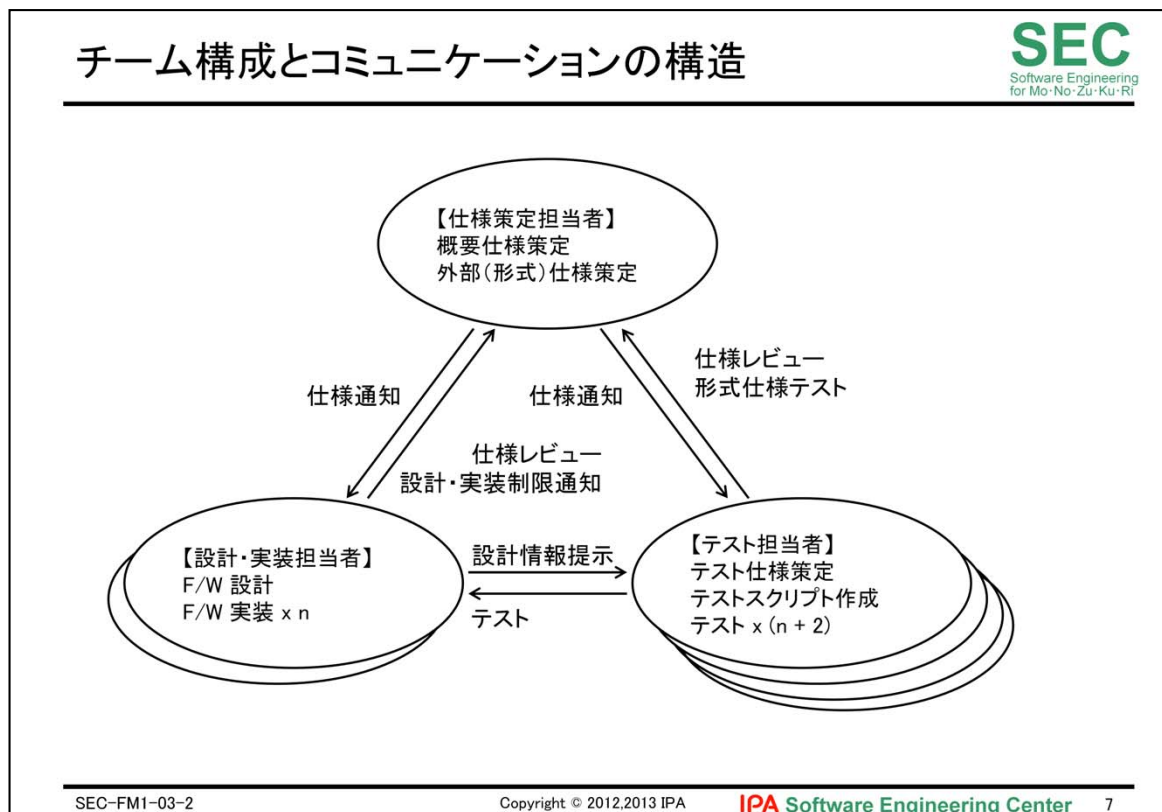 チーム構成とコミュニケーションの構造
SEC
Software Engineering
for Mo・No・Zu・Ku・Ri
【仕様策定担当者】
概要仕様策定
外部(形式)仕様策定
仕様通知
仕様通知
仕様レビュー
形式仕様テスト
仕様レビュー
設計・実装制限通知
【設計・実装担当者】
F/W 設計
F/W 実装 x n
設計情報提示
テスト
【テスト担当者】
テスト仕様策定
テストスクリプト作成
テスト x (n + 2)
SEC-FM1-03-2
Copyright © 2012,2013 IPA
IPA Software Engineering Center
7